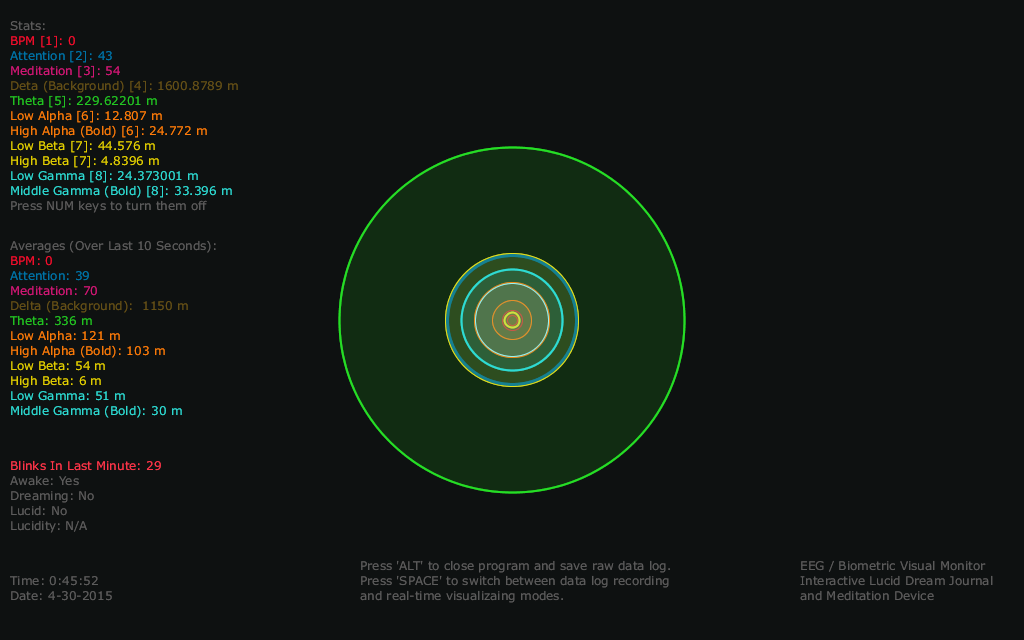 Stats:
BPM [1]: 0
Attention [2]: 43
Meditation [3]: 54
Deta (Background) [4]: 1600.8789 m
Theta [5]: 229.62201 m
Low Alpha [6]: 12.807 m
High Alpha (Bold) [6]: 24.772 m
Low Beta [7]: 44.576 m
High Beta [7]: 4.8396 m
Low Gamma [8]: 24.373001 m
Middle Gamma (Bold) [8]: 33.396 m
Press NUM keys to turn them off
Averages (Over Last 10 Seconds):
BPM: 0
Attention: 39
Meditation: 70
Delta (Background):  1150 m
Theta: 336 m
Low Alpha: 121 m
High Alpha (Bold): 103 m
Low Beta: 54 m
High Beta: 6 m
Low Gamma: 51 m
Middle Gamma (Bold): 30 m
Blinks In Last Minute: 29
Awake: Yes
Dreaming: No
Lucid: No
Lucidity: N/A
Time: 0:45:52
Date: 4-30-2015
Press 'ALT' to close program and save raw data log.
Press 'SPACE' to switch between data log recording
and real-time visualizaing modes.
EEG / Biometric Visual Monitor
Interactive Lucid Dream Journal
and Meditation Device